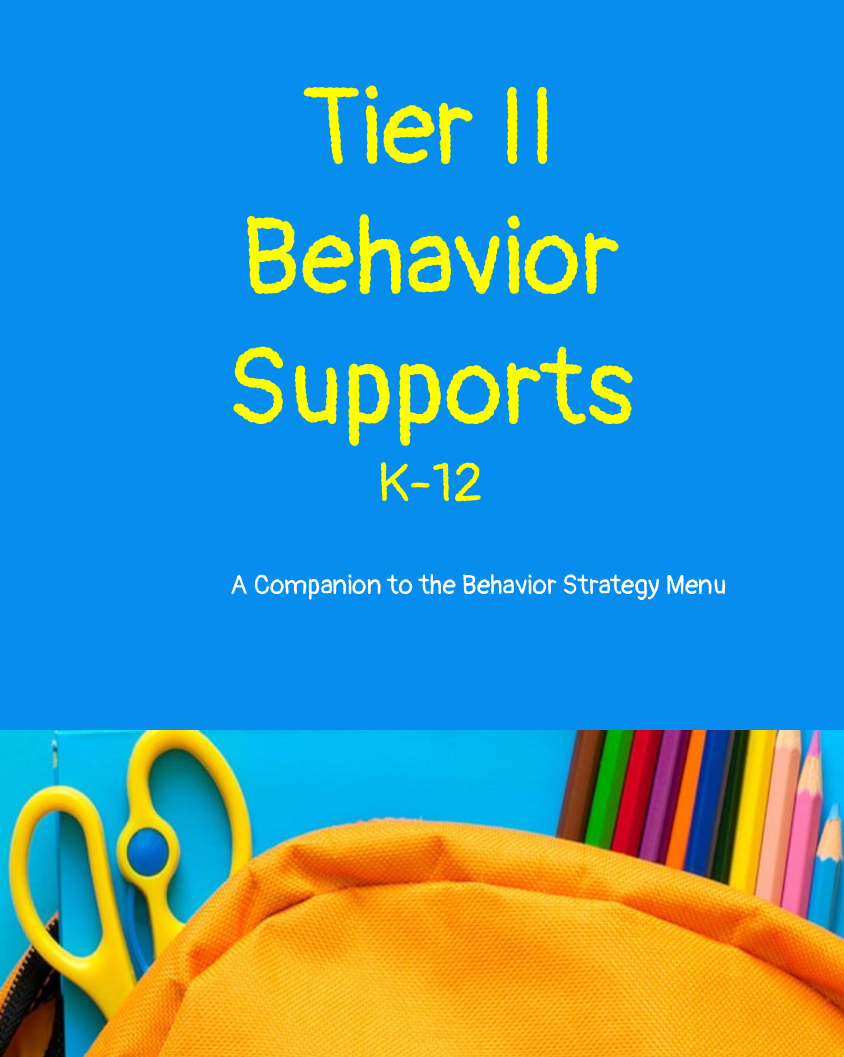 Tier II
Behavior
Supports
K-12
A Companion to the Behavior Strategy Menu